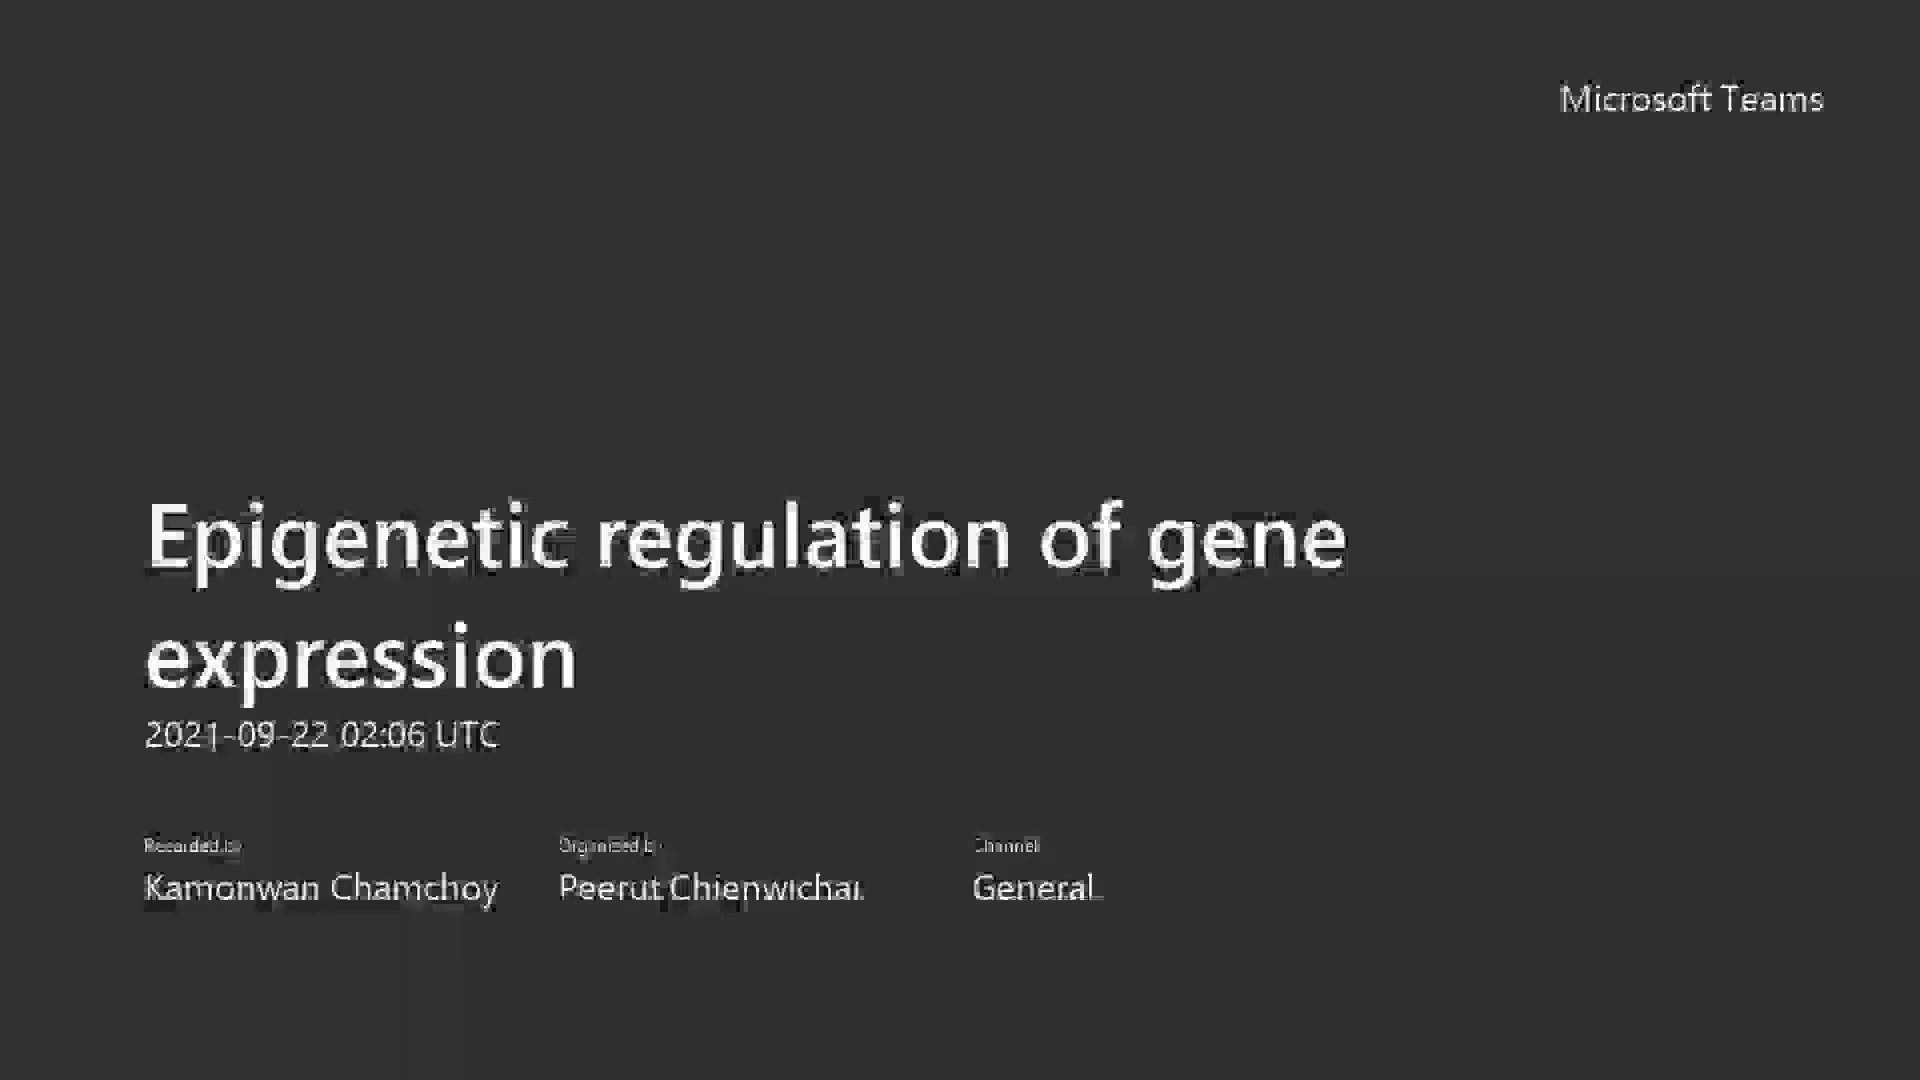 Microsoft Teams
Epigenetic regulation of gene
expression
2021-09-22 02:06 UTC
Recorded by Organized by Channel
Kamonwan Chamchoy Peerut Chienwichai General